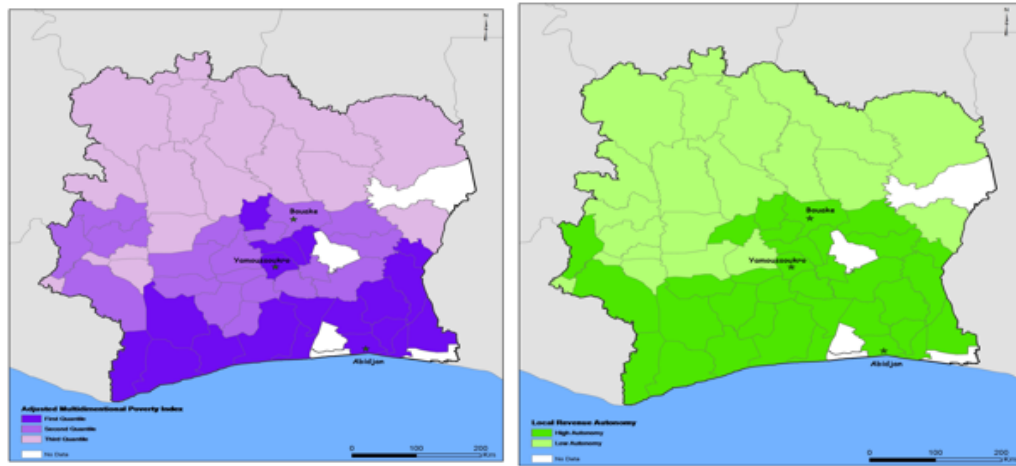 Bouake
Yamoussoukro
Abidjan
Adjusted Multidimentional Poverty Index
First Quantile
Second Quantile
Third Quantile
No Data
0 100 200
Km
Bouake
Yamoussoukro
Abidjan
Local Revenue Autonomy
High Autonomy
Low Autonomy
No Data
0 100 200
Km